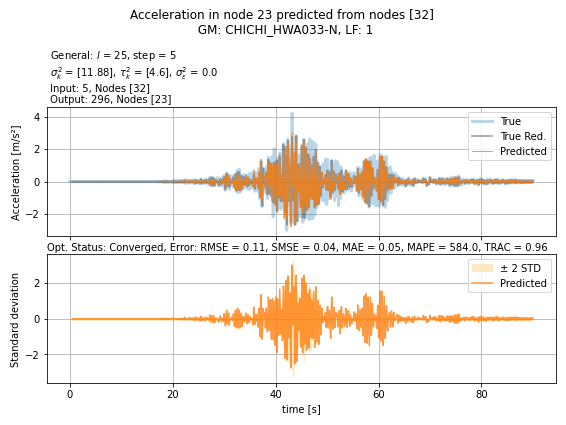 Acceleration in node 23 predicted from nodes [32]
GM: CHICHI_HWA033-N, LF: 1
General: l = 25, step = 5
σ²ₖ = [11.88], τ²ₖ = [4.6], σ²ε = 0.0
Input: 5, Nodes [32]
Output: 296, Nodes [23]
Acceleration [m/s²]
4
2
0
−2
True
True Red.
Predicted
Opt. Status: Converged, Error: RMSE = 0.11, SMSE = 0.04, MAE = 0.05, MAPE = 584.0, TRAC = 0.96
Standard deviation
2
0
−2
± 2 STD
Predicted
0 20 40 60 80
time [s]